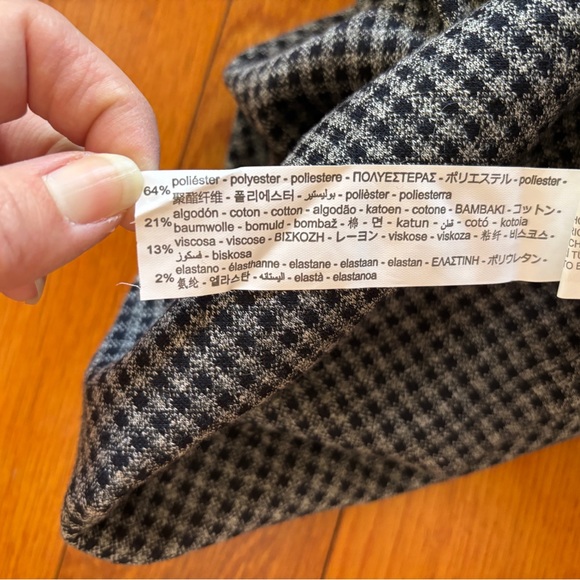 64% poliéster - polyester - poliestere - ΠΟΛΥΕΣΤΕΡΑΣ - ポリエステル - poliester -
聚酯纤维 - 폴리에스터 - بوليستير - polièster - poliesterra
21% algodón - coton - cotton - algodão - katoen - cotone - BAMBAKI - コットン -
baumwolle - bomuld - bombaž - 棉 - 면 - katun - قطن - cotó - kotoia
13% viscosa - viscose - ΒΙΣΚΟΖΗ - レーヨン - viskose - viskoza - 粘纤 - 비스코스 -
فسكوز - biskosa
2% elastano - élasthanne - elastane - elastaan - elastan - ΕΛΑΣΤΙΝΗ - ポリウレタン -
氨纶 - 엘라스탄 - اليستانه - elastà - elastanoa